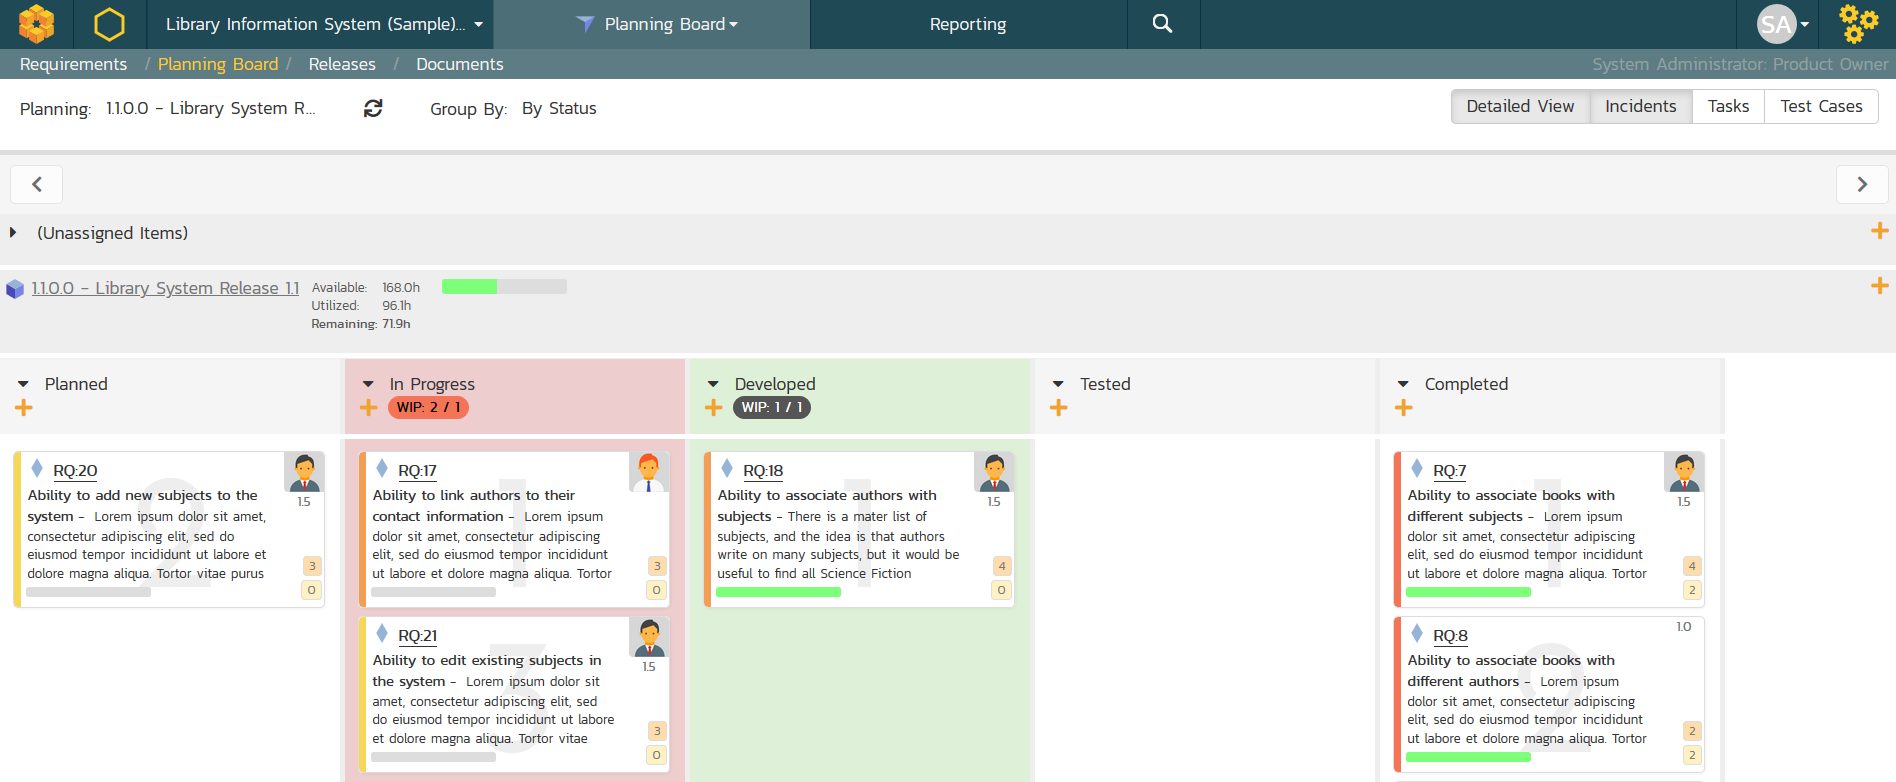 Library Information System (Sample)...
Planning Board
Reporting
SA
Requirements / Planning Board / Releases / Documents
System Administrator: Product Owner
Planning: 1.1.0.0 - Library System R...
Group By: By Status
Detailed View
Incidents
Tasks
Test Cases
(Unassigned Items)
1.1.0.0 - Library System Release 1.1
Available: 168.0h
Utilized: 96.1h
Remaining: 71.9h
Planned
In Progress
WIP: 2 / 1
Developed
WIP: 1 / 1
Tested
Completed
2
RQ:20
Ability to add new subjects to the
system - Lorem ipsum dolor sit amet,
consectetur adipiscing elit, sed do
eiusmod tempor incididunt ut labore et
dolore magna aliqua. Tortor vitae purus
1.5
3
0
1
RQ:17
Ability to link authors to their
contact information - Lorem ipsum
dolor sit amet, consectetur adipiscing
elit, sed do eiusmod tempor incididunt
ut labore et dolore magna aliqua. Tortor
3
0
3
RQ:21
Ability to edit existing subjects in
the system - Lorem ipsum dolor sit
amet, consectetur adipiscing elit, sed
do eiusmod tempor incididunt ut labore
et dolore magna aliqua. Tortor vitae
1.5
3
0
1
RQ:18
Ability to associate authors with
subjects - There is a mater list of
subjects, and the idea is that authors
write on many subjects, but it would be
useful to find all Science Fiction
1.5
4
0
1
RQ:7
Ability to associate books with
different subjects - Lorem ipsum
dolor sit amet, consectetur adipiscing
elit, sed do eiusmod tempor incididunt
ut labore et dolore magna aliqua. Tortor
1.5
4
2
2
RQ:8
Ability to associate books with
different authors - Lorem ipsum
dolor sit amet, consectetur adipiscing
elit, sed do eiusmod tempor incididunt
ut labore et dolore magna aliqua. Tortor
1.0
2
2